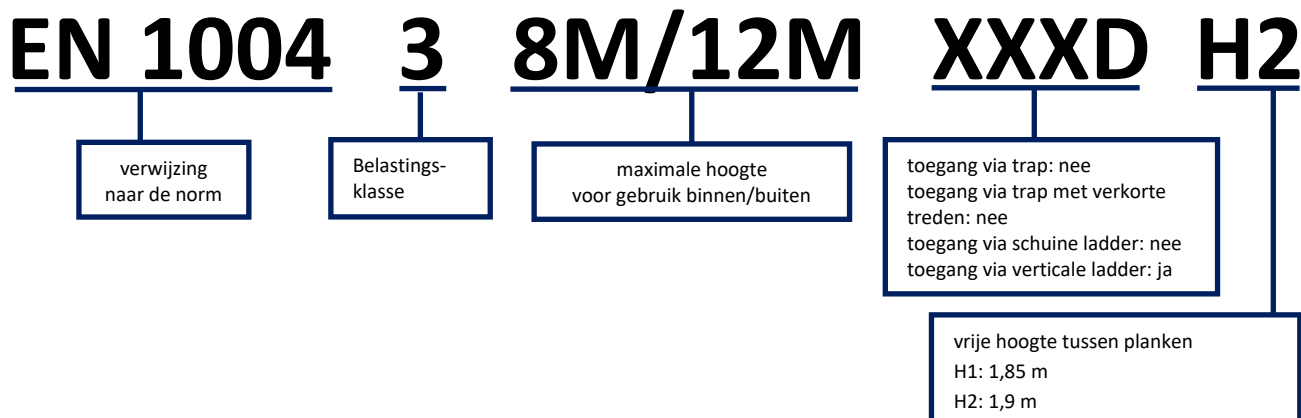 EN 1004 3 8M/12M XXXD H2
verwijzing
naar de norm
Belastings-
klasse
maximale hoogte
voor gebruik binnen/buiten
toegang via trap: nee
toegang via trap met verkorte
treden: nee
toegang via schuine ladder: nee
toegang via verticale ladder: ja
vrije hoogte tussen planken
H1: 1,85 m
H2: 1,9 m